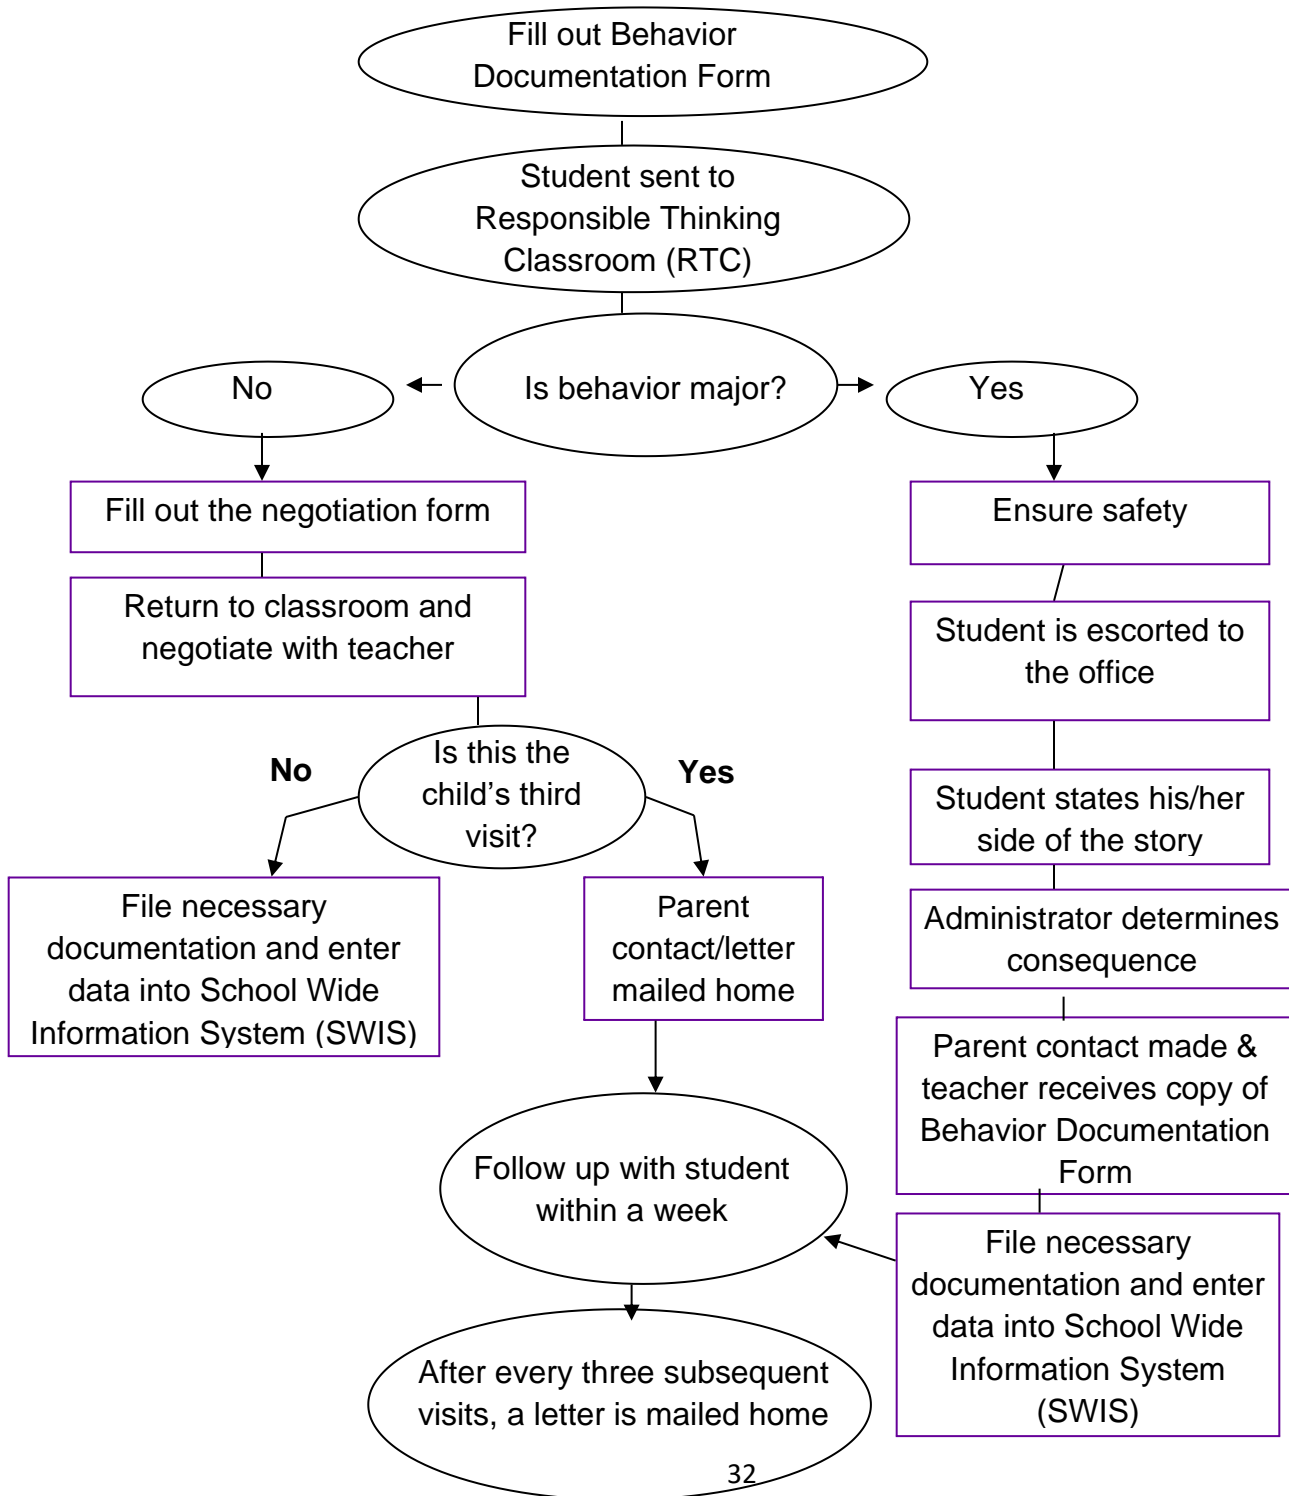 Fill out Behavior
Documentation Form
Student sent to
Responsible Thinking
Classroom (RTC)
Is behavior major?
No
Yes
Fill out the negotiation form
Return to classroom and
negotiate with teacher
Is this the
child’s third
visit?
No
Yes
File necessary
documentation and enter
data into School Wide
Information System (SWIS)
Parent
contact/letter
mailed home
Ensure safety
Student is escorted to
the office
Student states his/her
side of the story
Administrator determines
consequence
Parent contact made &
teacher receives copy of
Behavior Documentation
Form
File necessary
documentation and enter
data into School Wide
Information System
(SWIS)
Follow up with student
within a week
After every three subsequent
visits, a letter is mailed home
32